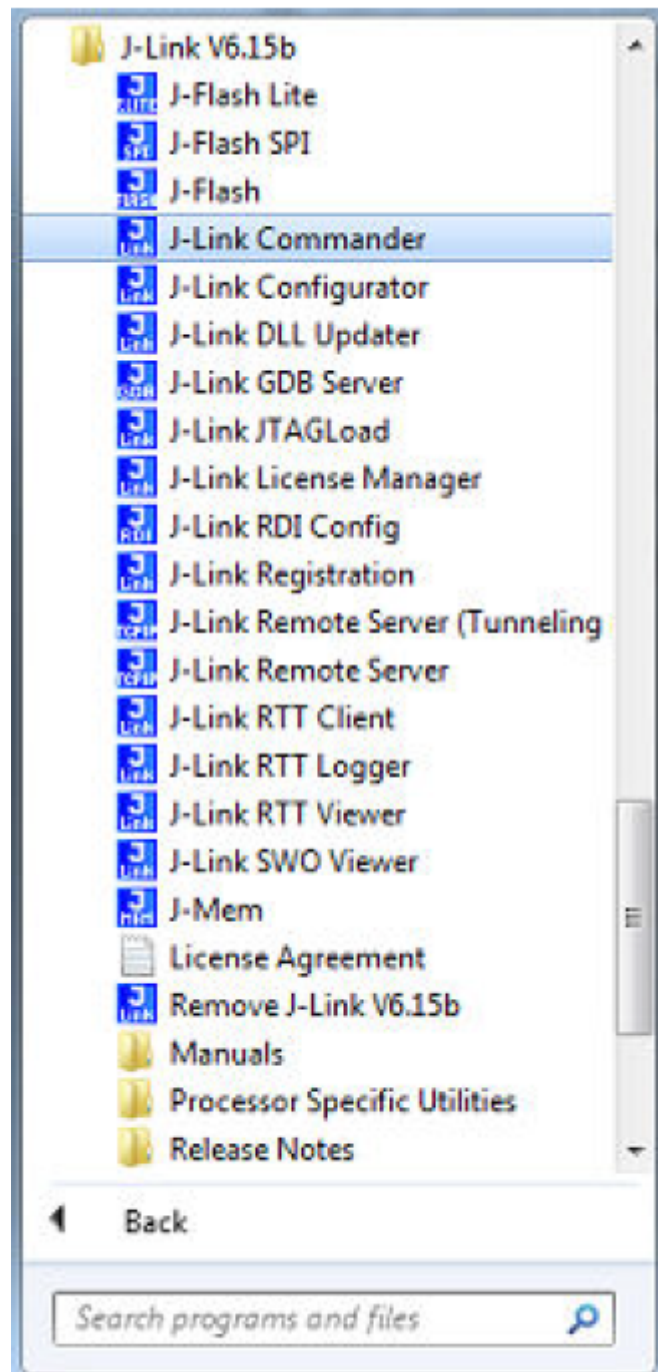 J-Link V6.15b
J-Flash Lite
J-Flash SPI
J-Flash
J-Link Commander
J-Link Configurator
J-Link DLL Updater
J-Link GDB Server
J-Link JTAGLoad
J-Link License Manager
J-Link RDI Config
J-Link Registration
J-Link Remote Server (Tunneling
J-Link Remote Server
J-Link RTT Client
J-Link RTT Logger
J-Link RTT Viewer
J-Link SWO Viewer
J-Mem
License Agreement
Remove J-Link V6.15b
Manuals
Processor Specific Utilities
Release Notes
Back
Search programs and files